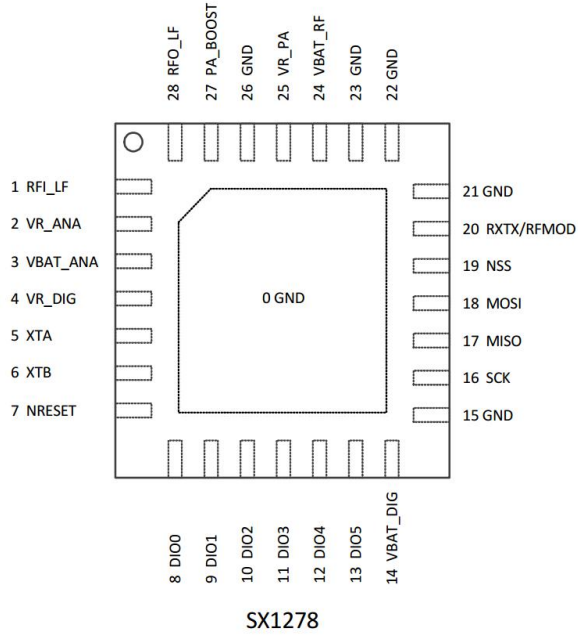 28 RFO_LF
27 PA_BOOST
26 GND
25 VR_PA
24 VBAT_RF
23 GND
22 GND
1 RFI_LF
2 VR_ANA
3 VBAT_ANA
4 VR_DIG
5 XTA
6 XTB
7 NRESET
0 GND
21 GND
20 RXTX/RFMOD
19 NSS
18 MOSI
17 MISO
16 SCK
15 GND
8 DIO0
9 DIO1
10 DIO2
11 DIO3
12 DIO4
13 DIO5
14 VBAT_DIG
SX1278